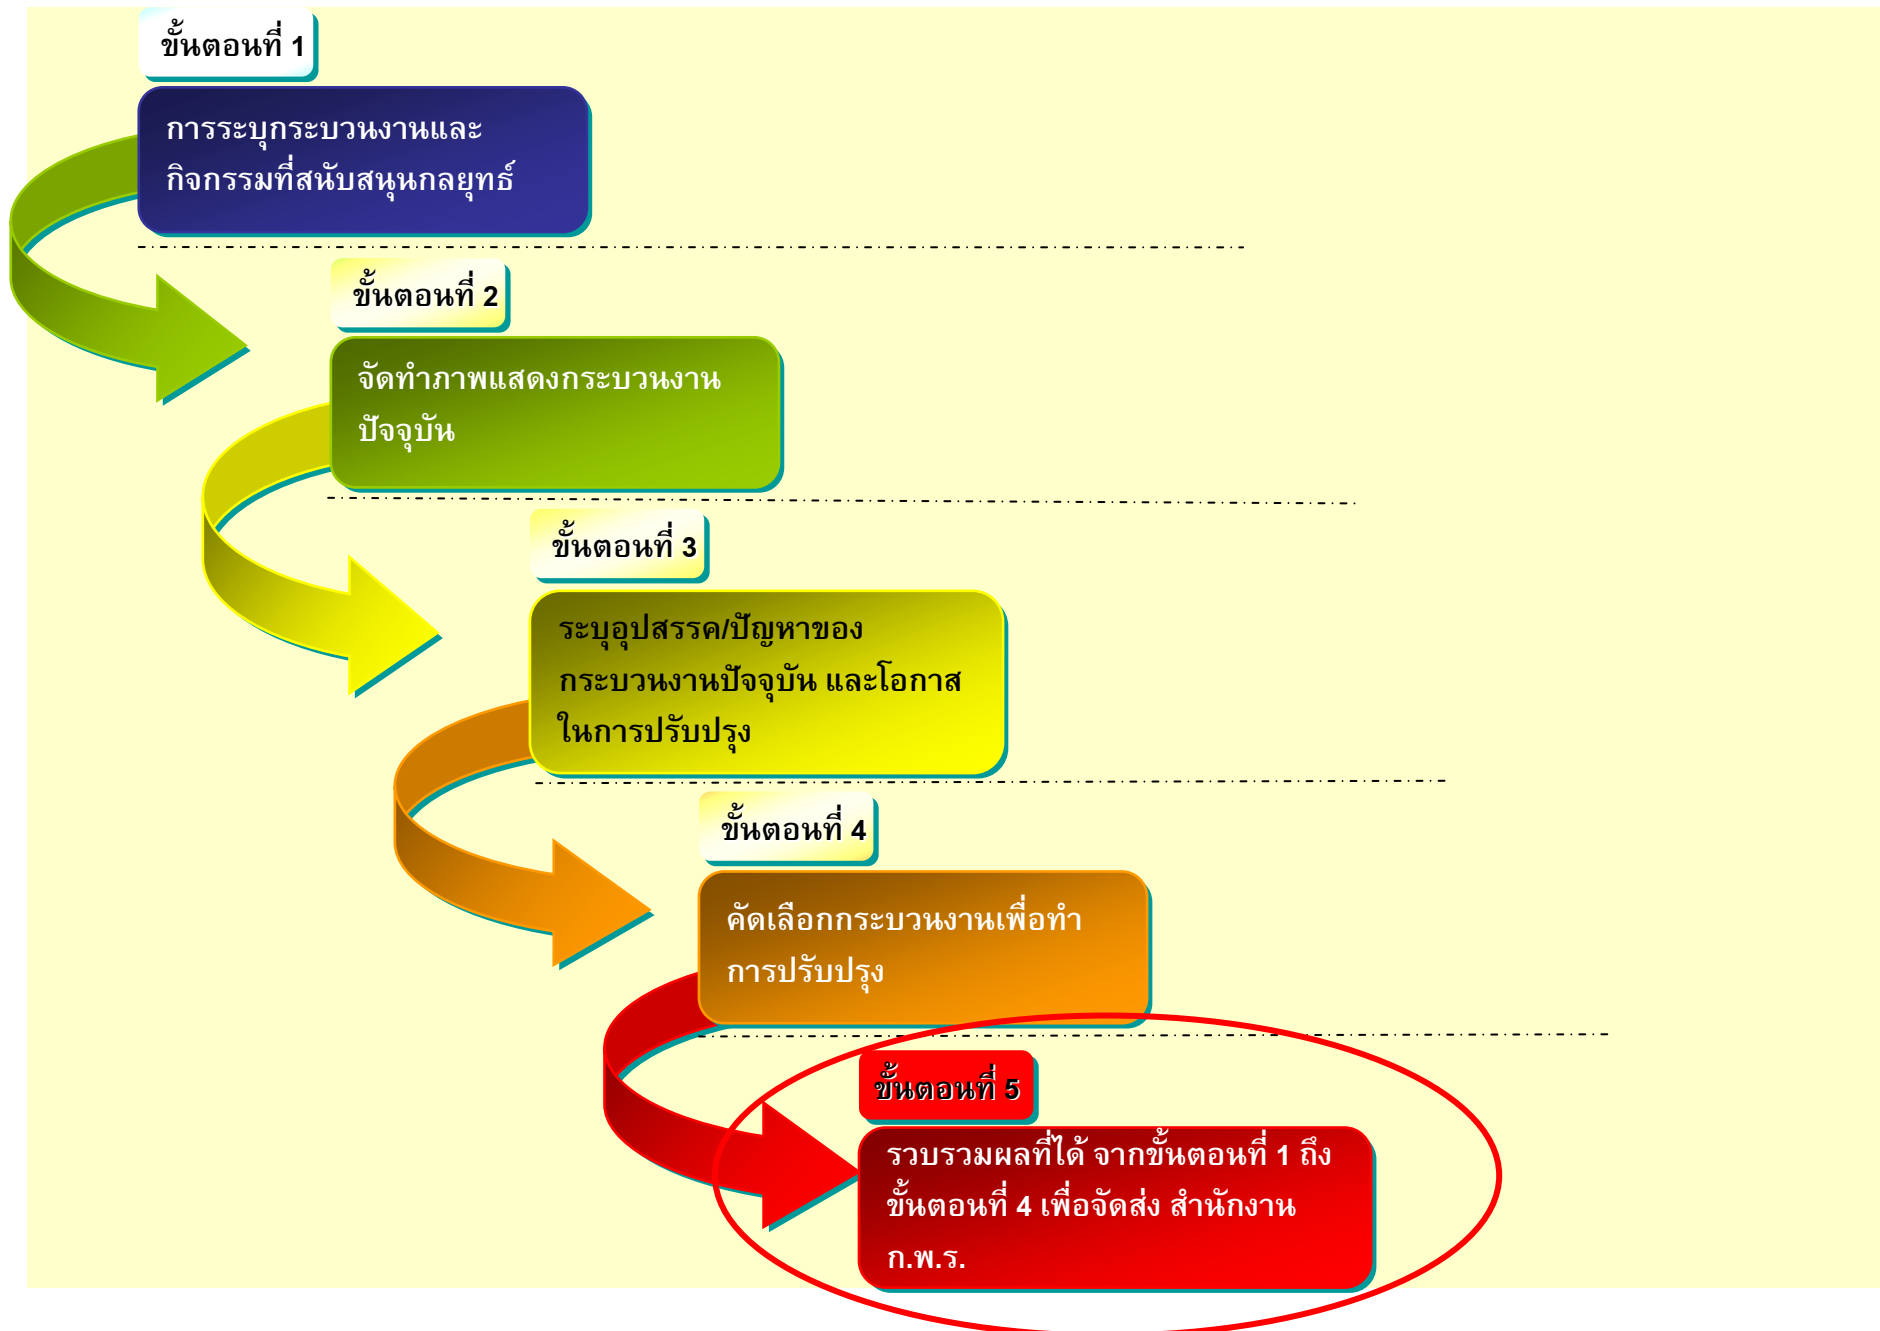 ขั้นตอนที่ 1
การระบุกระบวนงานและ
กิจกรรมที่สนับสนุนกลยุทธ์
ขั้นตอนที่ 2
จัดทำภาพแสดงกระบวนงาน
ปัจจุบัน
ขั้นตอนที่ 3
ระบุอุปสรรค/ปัญหาของ
กระบวนงานปัจจุบัน และโอกาส
ในการปรับปรุง
ขั้นตอนที่ 4
คัดเลือกกระบวนงานเพื่อทำ
การปรับปรุง
ขั้นตอนที่ 5
รวบรวมผลที่ได้ จากขั้นตอนที่ 1 ถึง
ขั้นตอนที่ 4 เพื่อจัดส่ง สำนักงาน
ก.พ.ร.